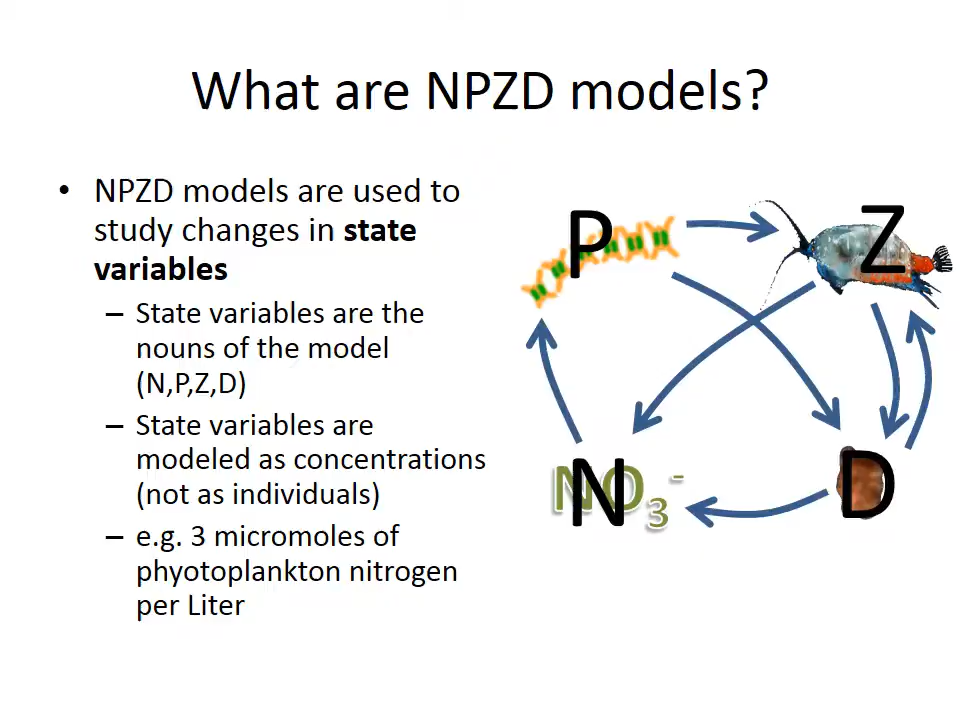 What are NPZD models?
• NPZD models are used to
study changes in state
variables
– State variables are the
nouns of the model
(N,P,Z,D)
– State variables are
modeled as concentrations
(not as individuals)
– e.g. 3 micromoles of
phyotoplankton nitrogen
per Liter
P
Z
N
NO3-
D